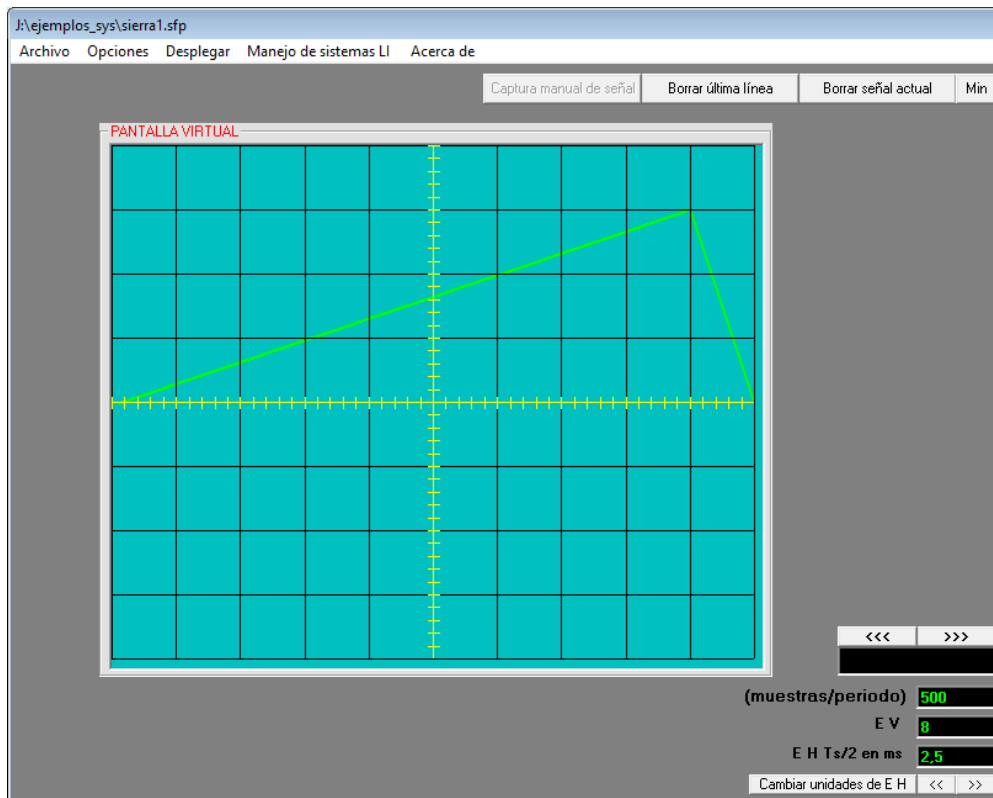 J:\ejemplos_sys\sierra1.sfp
Archivo Opciones Desplegar Manejo de sistemas LI Acerca de
Captura manual de señal Borrar última línea Borrar señal actual Min
PANTALLA VIRTUAL
<<< >>>
(muestras/periodo) 500
E V 8
E H Ts/2 en ms 2,5
Cambiar unidades de E H << >>